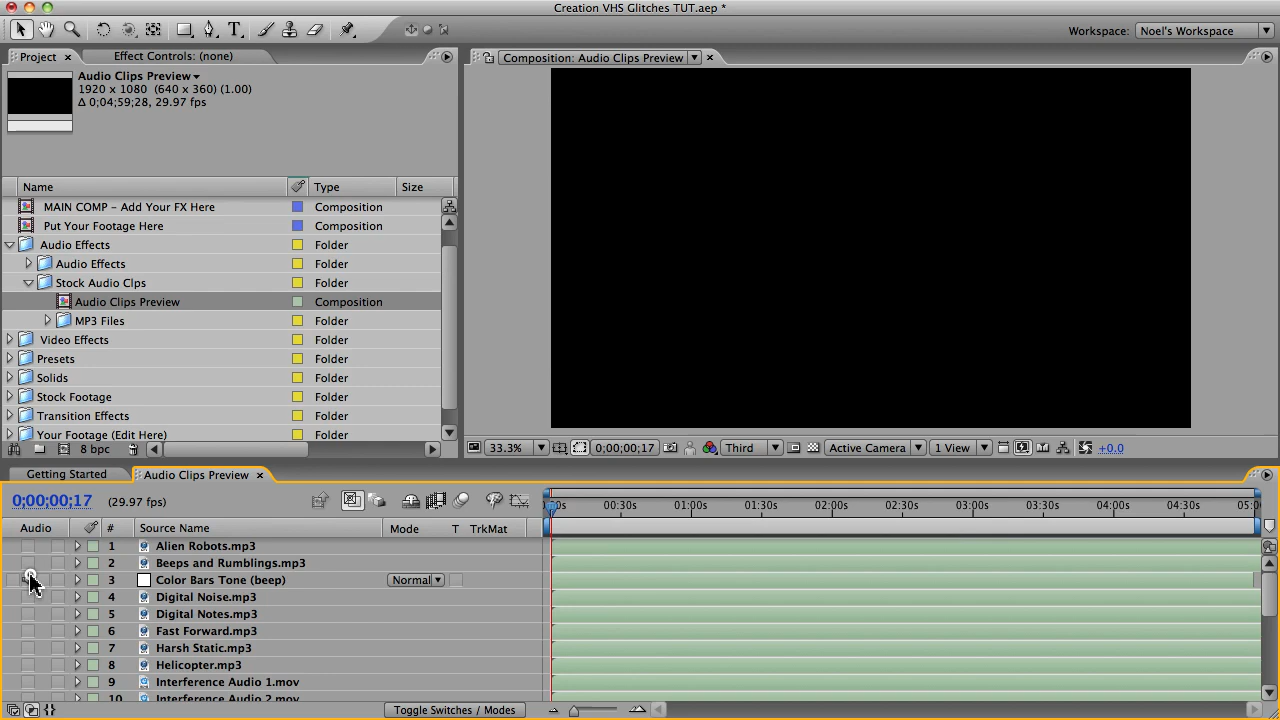 Creation VHS Glitches TUT.aep *
Workspace: Noel's Workspace
Project × Effect Controls: (none)
Composition: Audio Clips Preview ×
Audio Clips Preview
1920 x 1080 (640 x 360) (1.00)
Δ 0;04;59;28, 29.97 fps
Name Type Size
MAIN COMP - Add Your FX Here Composition
Put Your Footage Here Composition
Audio Effects Folder
Audio Effects Folder
Stock Audio Clps Folder
Audio Clips Preview Composition
MP3 Files Folder
Video Effects Folder
Presets Folder
Solids Folder
Stock Footage Folder
Transition Effects Folder
Your Footage (Edit Here) Folder
8 bpc
33.3% 0;00;00;17 Third Active Camera 1 View +0.0
Getting Started Audio Clips Preview ×
0;00;00;17 (29.97 fps)
00:30s 01:00s 01:30s 02:00s 02:30s 03:00s 03:30s 04:00s 04:30s 05:00
Audio # Source Name Mode T TrkMat
1 Alien Robots.mp3
2 Beeps and Rumblings.mp3
3 Color Bars Tone (beep) Normal
4 Digital Noise.mp3
5 Digital Notes.mp3
6 Fast Forward.mp3
7 Harsh Static.mp3
8 Helicopter.mp3
9 Interference Audio 1.mov
10 Interference Audio 2.mov
Toggle Switches / Modes